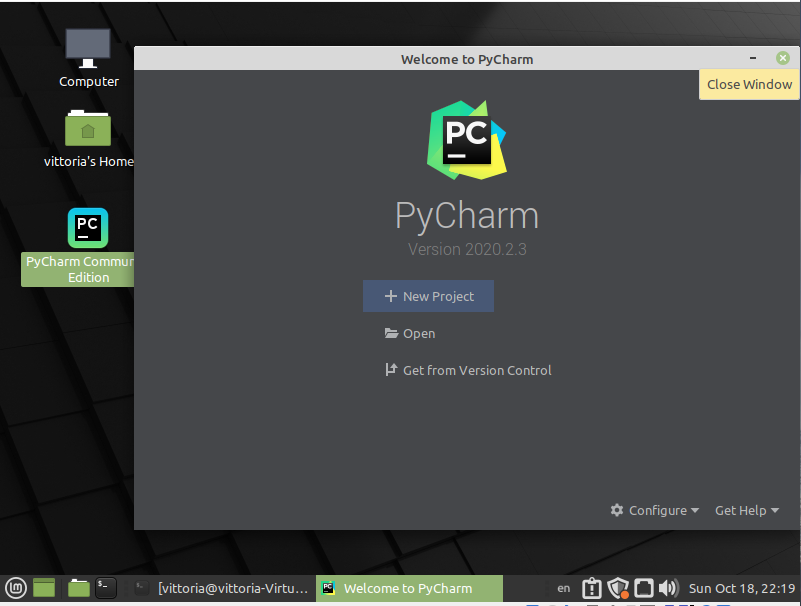 Computer
vittoria's Home
PC
PyCharm Commun
Edition
Welcome to PyCharm
Close Window
PC
PyCharm
Version 2020.2.3
New Project
Open
Get from Version Control
Configure
Get Help
[vittoria@vittoria-Virtu...
PC
Welcome to PyCharm
en
Sun Oct 18, 22:19